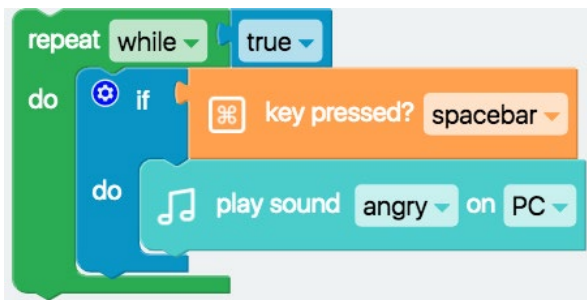 repeat while true
do if key pressed? spacebar
do play sound angry on PC